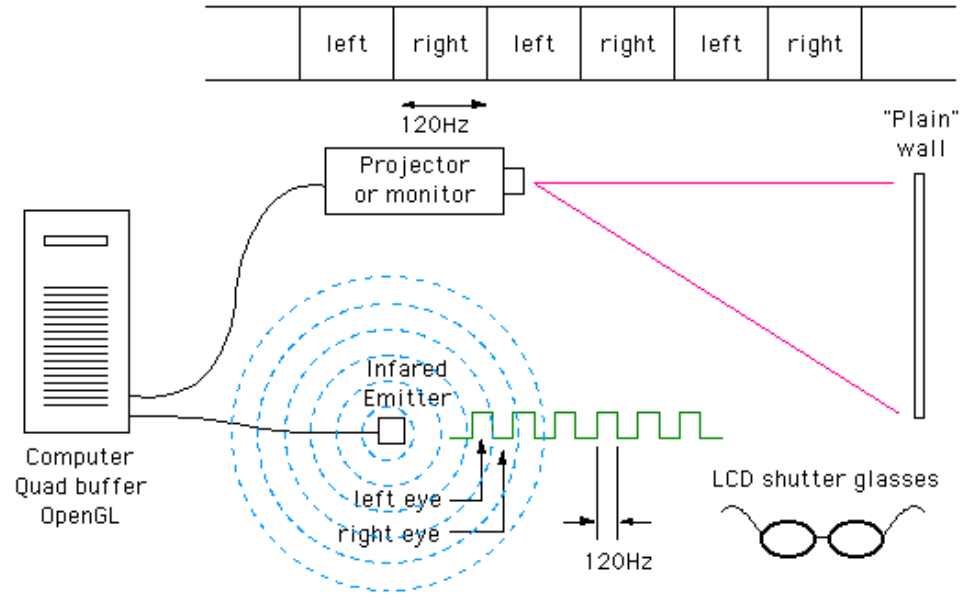 left right left right left right
120Hz
"Plain"
wall
Projector
or monitor
Infared
Emitter
Computer
Quad buffer
OpenGL
left eye
right eye
120Hz
LCD shutter glasses